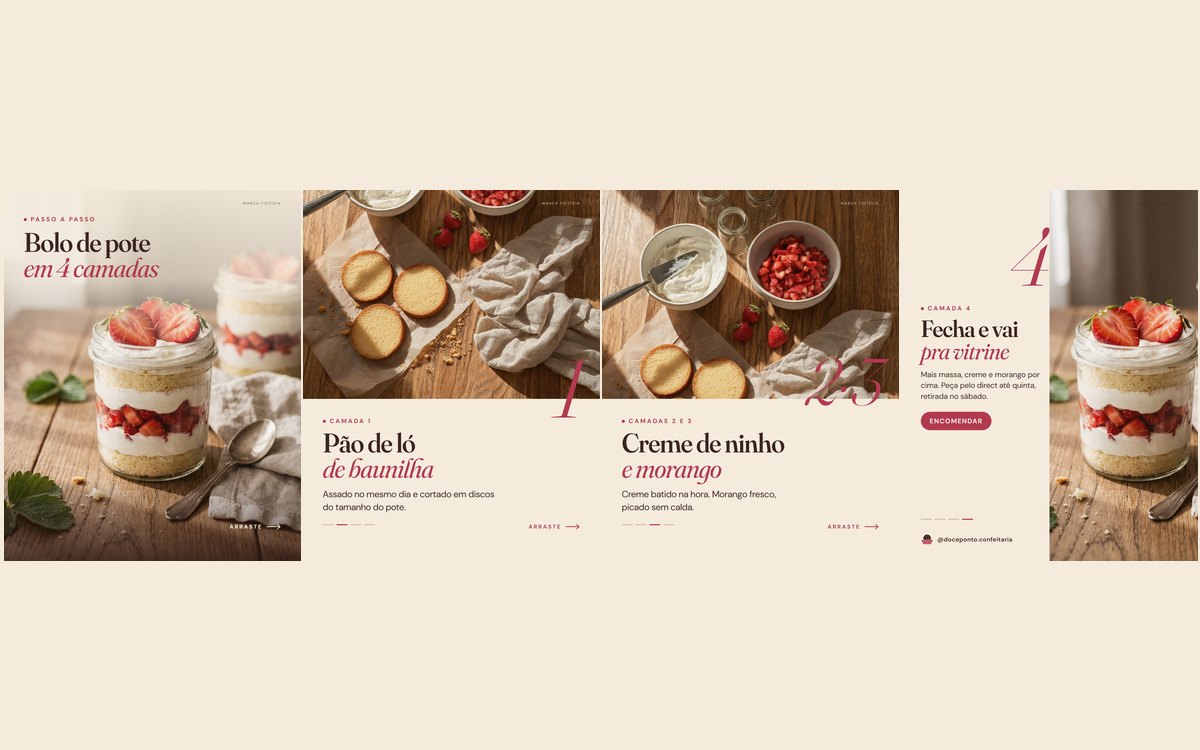 MARCA FICTÍCIA
PASSO A PASSO
Bolo de pote
em 4 camadas
ARRASTE
MARCA FICTÍCIA
1
CAMADA 1
Pão de ló
de baunilha
Assado no mesmo dia e cortado em discos
do tamanho do pote.
ARRASTE
MARCA FICTÍCIA
2·3
CAMADAS 2 E 3
Creme de ninho
e morango
Creme batido na hora. Morango fresco,
picado sem calda.
ARRASTE
4
CAMADA 4
Fecha e vai
pra vitrine
Mais massa, creme e morango por
cima. Peça pelo direct até quinta,
retirada no sábado.
ENCOMENDAR
@doceponto.confeitaria